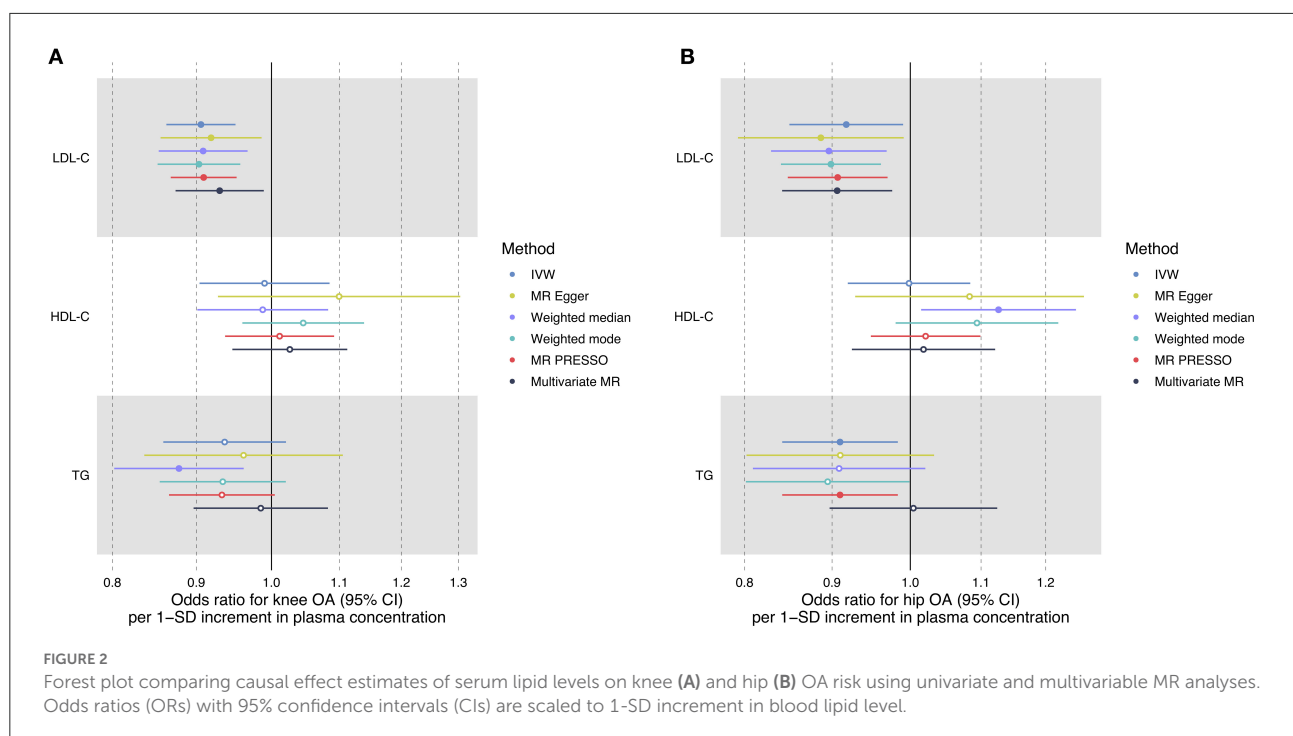 A
LDL-C
HDL-C
TG
0.8 0.9 1.0 1.1 1.2 1.3
Odds ratio for knee OA (95% CI)
per 1−SD increment in plasma concentration
Method
IVW
MR Egger
Weighted median
Weighted mode
MR PRESSO
Multivariate MR
B
LDL-C
HDL-C
TG
0.8 0.9 1.0 1.1 1.2
Odds ratio for hip OA (95% CI)
per 1−SD increment in plasma concentration
Method
IVW
MR Egger
Weighted median
Weighted mode
MR PRESSO
Multivariate MR
FIGURE 2
Forest plot comparing causal effect estimates of serum lipid levels on knee (A) and hip (B) OA risk using univariate and multivariable MR analyses.
Odds ratios (ORs) with 95% confidence intervals (CIs) are scaled to 1-SD increment in blood lipid level.